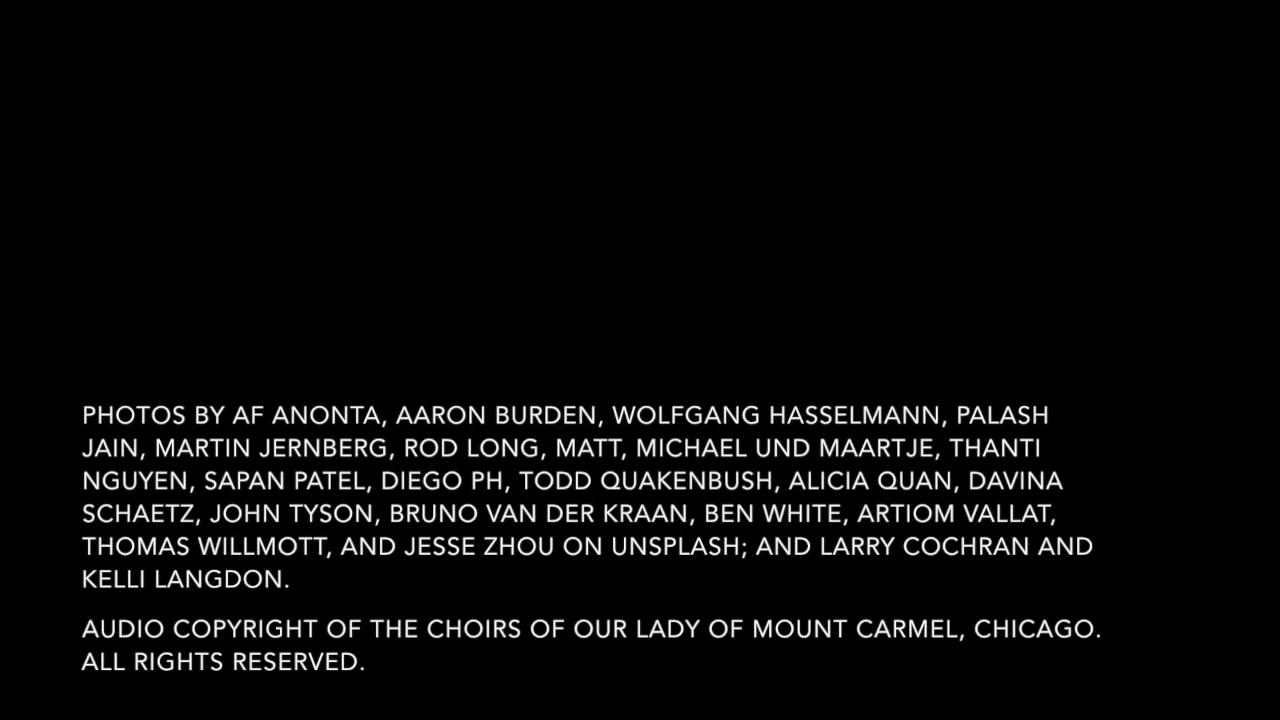 PHOTOS BY AF ANONTA, AARON BURDEN, WOLFGANG HASSELMANN, PALASH
JAIN, MARTIN JERNBERG, ROD LONG, MATT, MICHAEL UND MAARTJE, THANTI
NGUYEN, SAPAN PATEL, DIEGO PH, TODD QUAKENBUSH, ALICIA QUAN, DAVINA
SCHAETZ, JOHN TYSON, BRUNO VAN DER KRAAN, BEN WHITE, ARTIOM VALLAT,
THOMAS WILLMOTT, AND JESSE ZHOU ON UNSPLASH; AND LARRY COCHRAN AND
KELLI LANGDON.
AUDIO COPYRIGHT OF THE CHOIRS OF OUR LADY OF MOUNT CARMEL, CHICAGO.
ALL RIGHTS RESERVED.